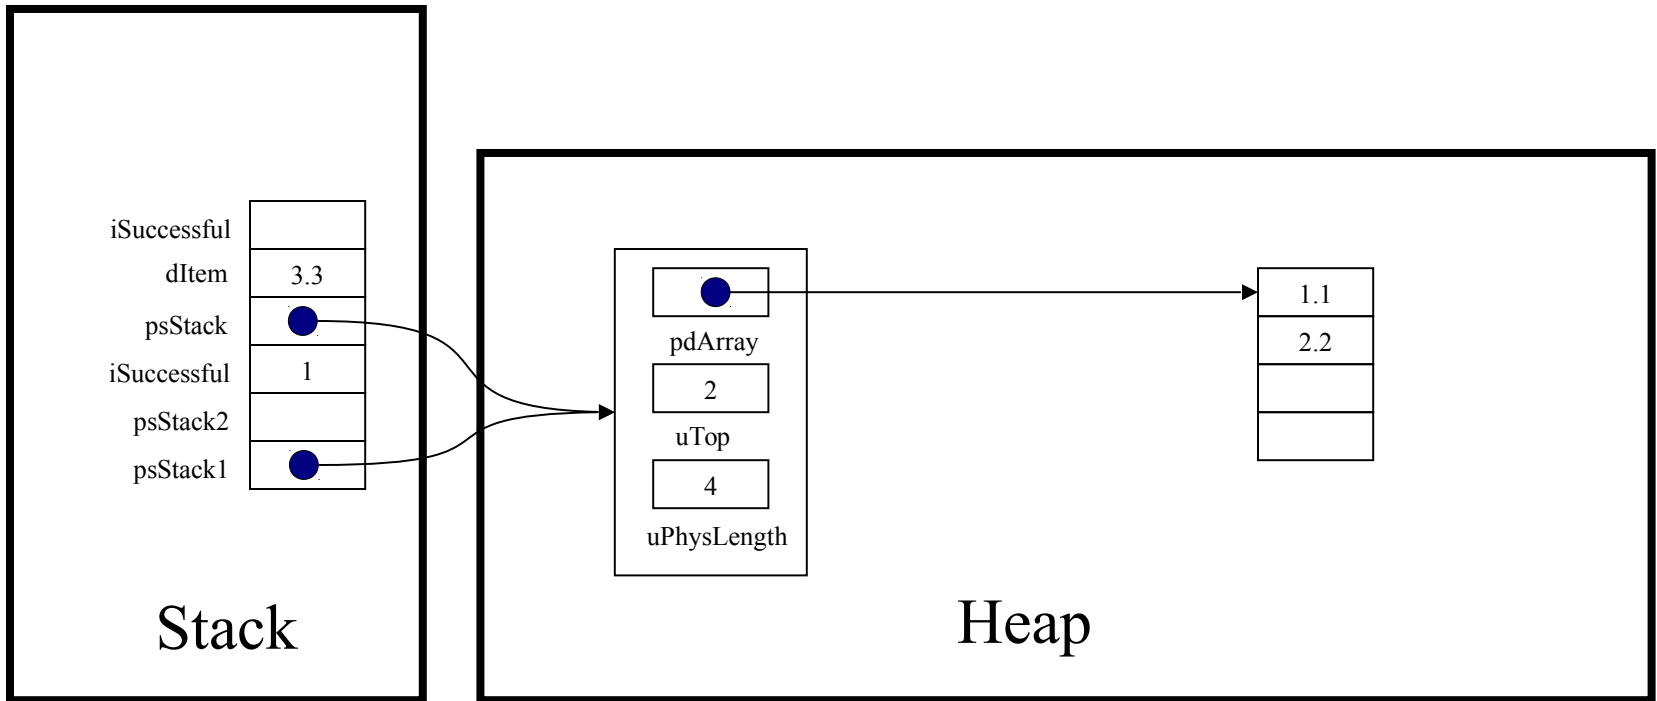 iSuccessful
dItem 3.3
psStack
iSuccessful 1
psStack2
psStack1
Stack
pdArray
2
uTop
4
uPhysLength
1.1
2.2
Heap